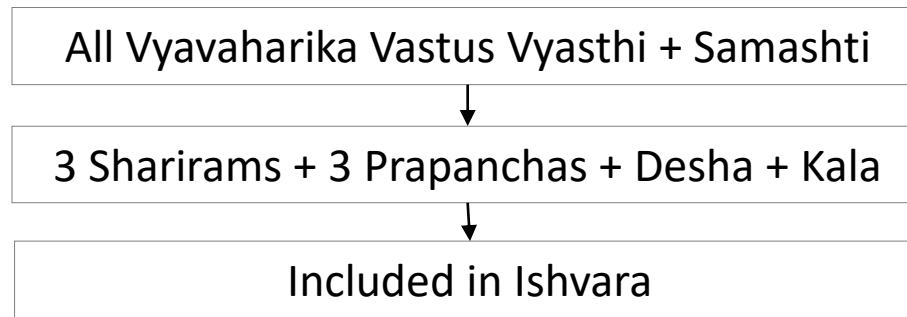 All Vyavaharika Vastus Vyasthi + Samashti
3 Sharirams + 3 Prapanchas + Desha + Kala
Included in Ishvara